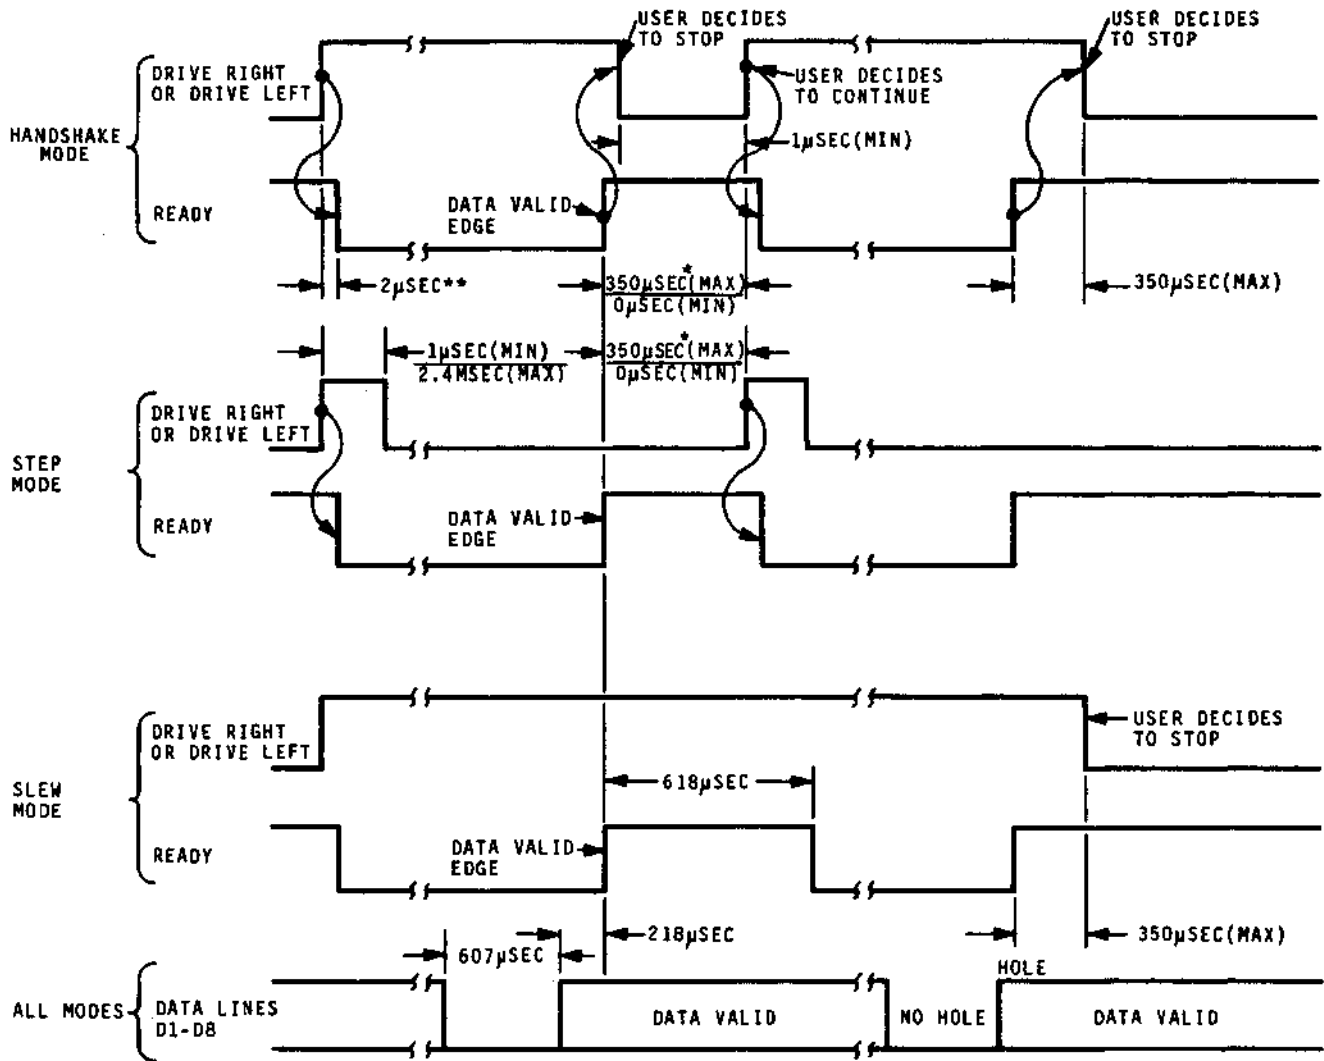 USER DECIDES
TO STOP
USER DECIDES
TO STOP
DRIVE RIGHT
OR DRIVE LEFT
USER DECIDES
TO CONTINUE
HANDSHAKE
MODE
1µSEC(MIN)
READY
DATA VALID
EDGE
2µSEC**
350µSEC*(MAX)
0µSEC(MIN)
350µSEC(MAX)
1µSEC(MIN)
2.4MSEC(MAX)
350µSEC*(MAX)
0µSEC(MIN)
DRIVE RIGHT
OR DRIVE LEFT
STEP
MODE
READY
DATA VALID
EDGE
DRIVE RIGHT
OR DRIVE LEFT
USER DECIDES
TO STOP
SLEW
MODE
618µSEC
READY
DATA VALID
EDGE
218µSEC
350µSEC(MAX)
607µSEC
HOLE
ALL MODES
DATA LINES
D1-D8
DATA VALID
NO HOLE
DATA VALID